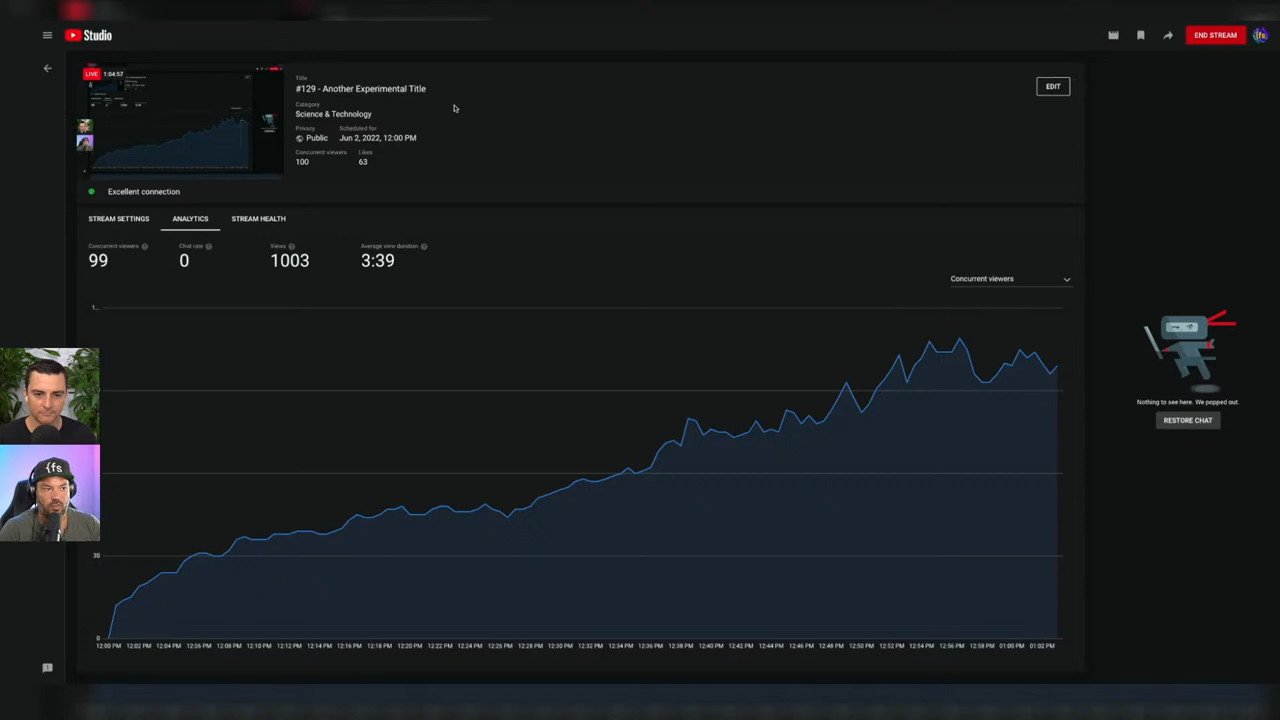 Studio
END STREAM
{fs
LIVE 1:04:57
Title
#129 - Another Experimental Title
EDIT
Category
Science & Technology
Privacy Scheduled for
Public Jun 2, 2022, 12:00 PM
Concurrent viewers Likes
100 63
Excellent connection
STREAM SETTINGS ANALYTICS STREAM HEALTH
Concurrent viewers Chat rate Views Average view duration
99 0 1003 3:39
Concurrent viewers
1...
30
0
12:00 PM 12:02 PM 12:04 PM 12:06 PM 12:08 PM 12:10 PM 12:12 PM 12:14 PM 12:16 PM 12:18 PM 12:20 PM 12:22 PM 12:24 PM 12:26 PM 12:28 PM 12:30 PM 12:32 PM 12:34 PM 12:36 PM 12:38 PM 12:40 PM 12:42 PM 12:44 PM 12:46 PM 12:48 PM 12:50 PM 12:52 PM 12:54 PM 12:56 PM 12:58 PM 01:00 PM 01:02 PM
Nothing to see here. We popped out.
RESTORE CHAT
{fs